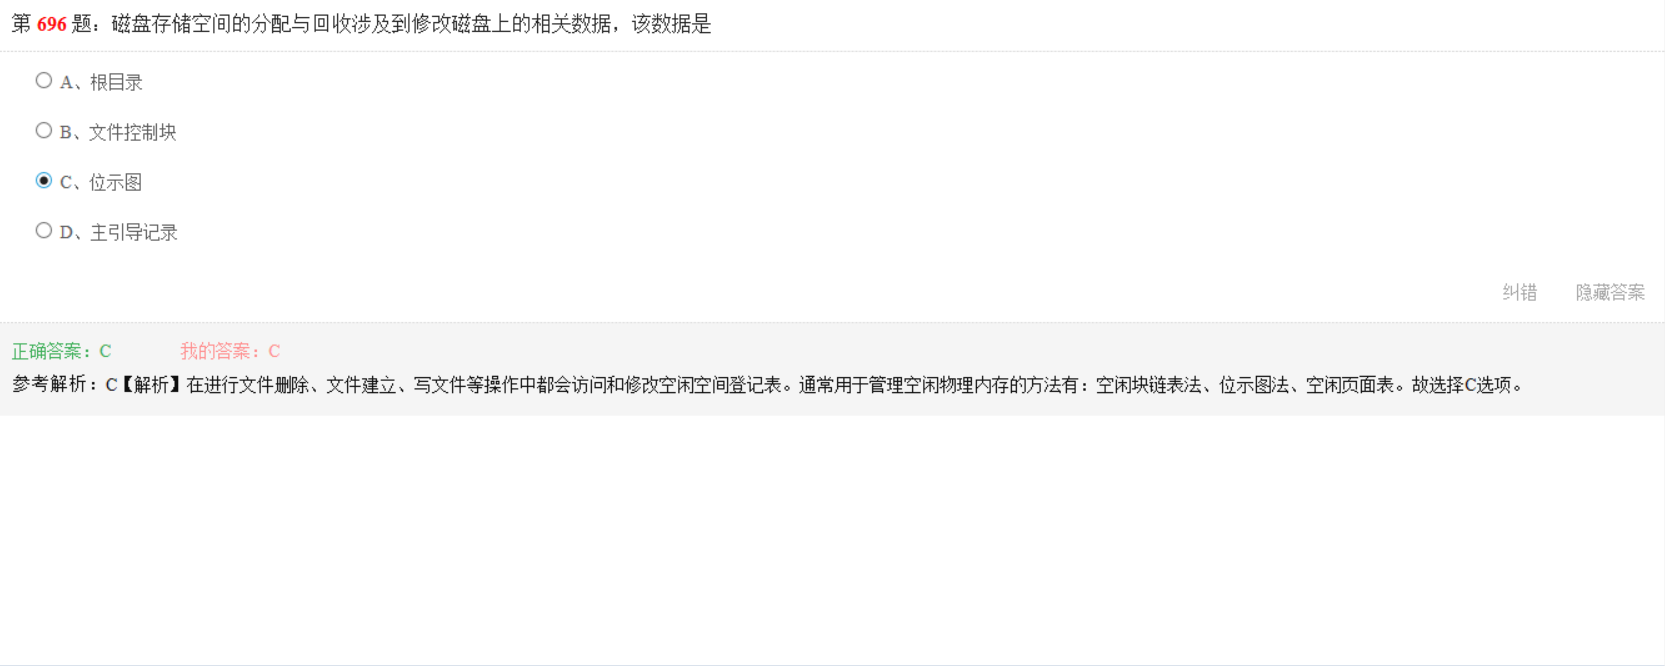 第 696 题：磁盘存储空间的分配与回收涉及到修改磁盘上的相关数据，该数据是
A、根目录
B、文件控制块
C、位示图
D、主引导记录
纠错 隐藏答案
正确答案：C 我的答案：C
参考解析：C【解析】在进行文件删除、文件建立、写文件等操作中都会访问和修改空闲空间登记表。通常用于管理空闲物理内存的方法有：空闲块链表法、位示图法、空闲页面表。故选择C选项。